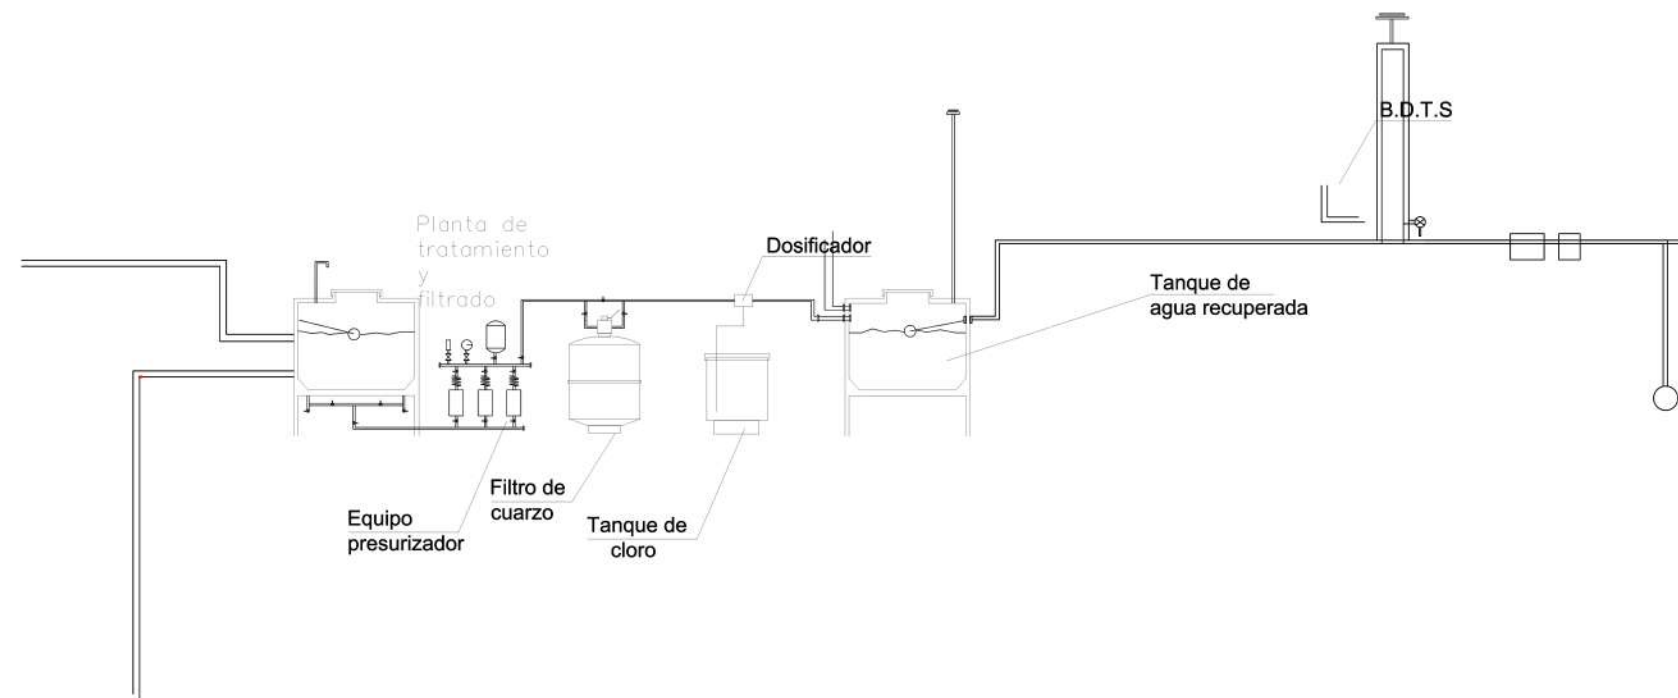 B.D.T.S
Planta de
tratamiento
y
filtrado
Dosificador
Tanque de
agua recuperada
Filtro de
cuarzo
Equipo
presurizador
Tanque de
cloro